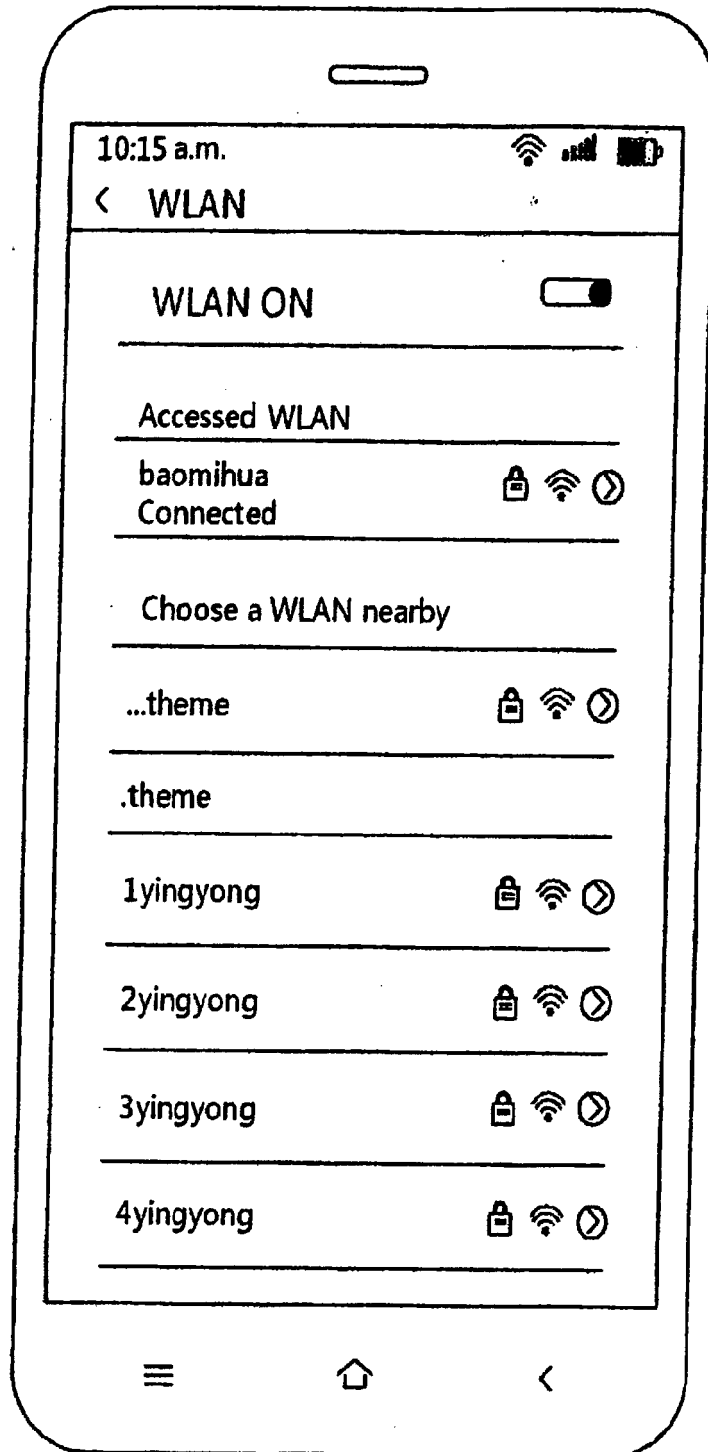 10:15 a.m.
WLAN
WLAN ON
Accessed WLAN
baomihua
Connected
Choose a WLAN nearby
...theme
.theme
1yingyong
2yingyong
3yingyong
4yingyong